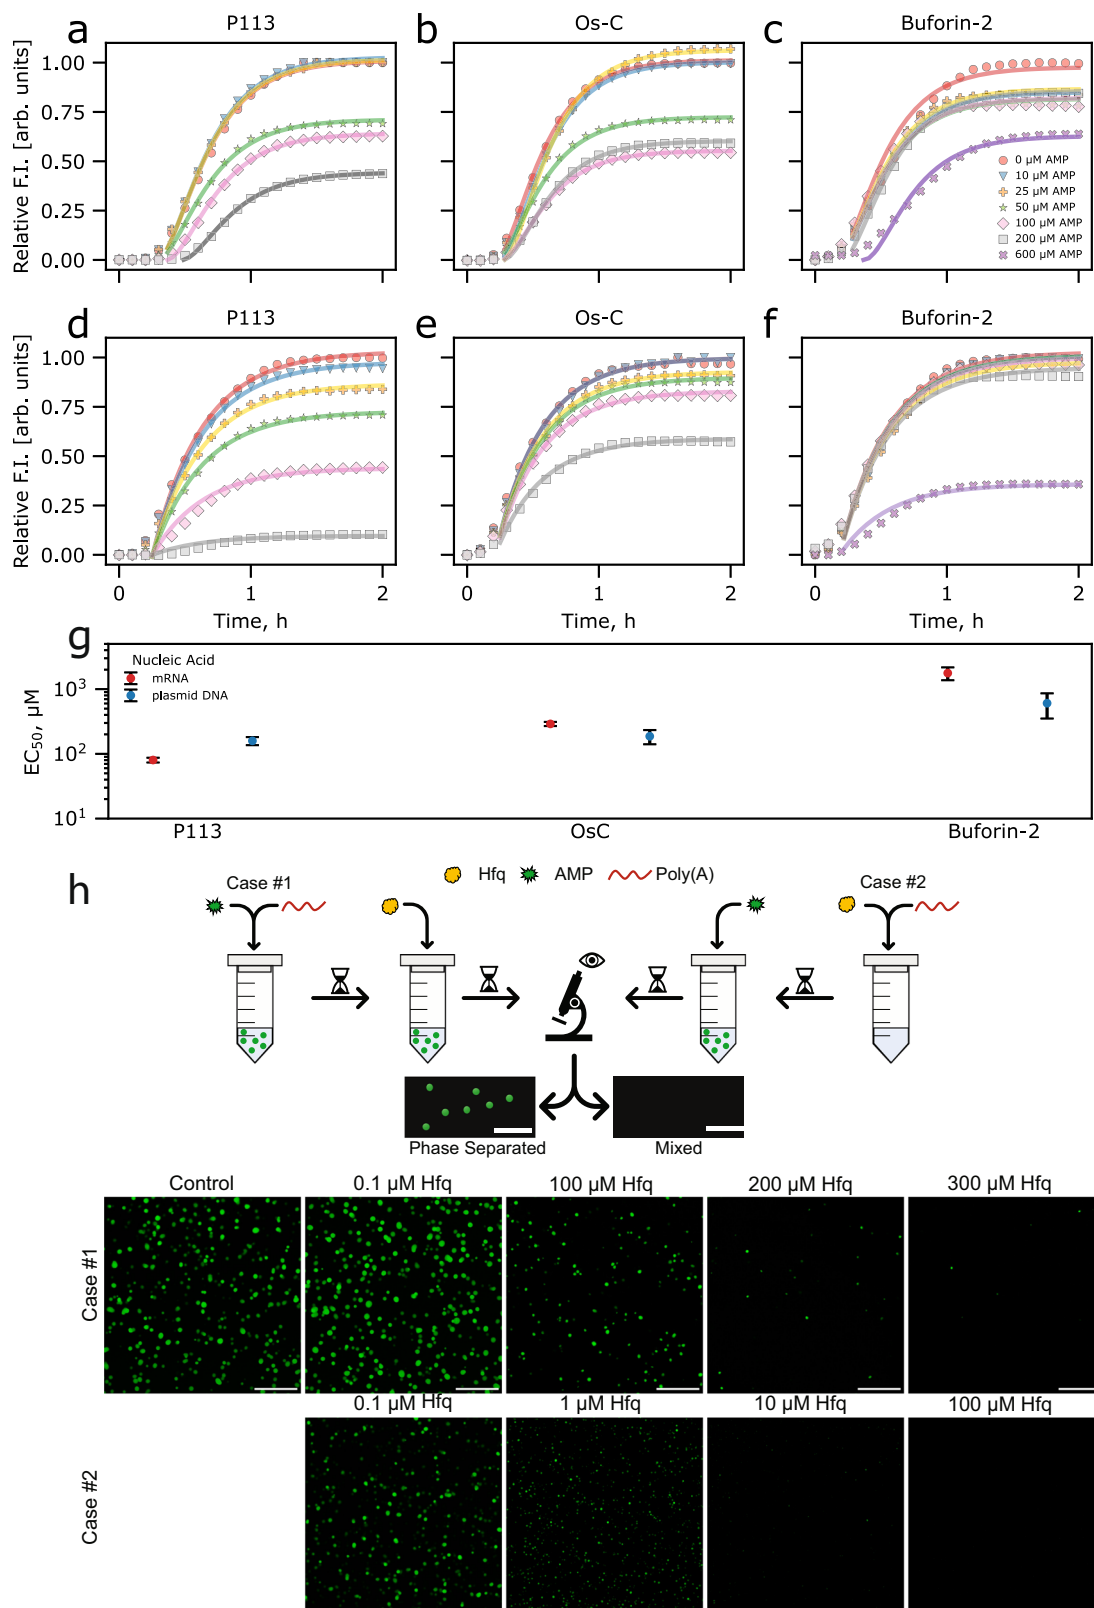 a
P113
b
Os-C
c
Buforin-2
Relative F.I. [arb. units]
1.00
0.75
0.50
0.25
0.00
0 µM AMP
10 µM AMP
25 µM AMP
50 µM AMP
100 µM AMP
200 µM AMP
600 µM AMP
d
P113
e
Os-C
f
Buforin-2
Relative F.I. [arb. units]
1.00
0.75
0.50
0.25
0.00
0 1 2
0 1 2
0 1 2
Time, h
Time, h
Time, h
g
EC50, µM
10³
10²
10¹
Nucleic Acid
mRNA
plasmid DNA
P113
OsC
Buforin-2
h
Hfq
AMP
Poly(A)
Case #1
Case #2
Phase Separated
Mixed
Control
0.1 µM Hfq
100 µM Hfq
200 µM Hfq
300 µM Hfq
Case #1
0.1 µM Hfq
1 µM Hfq
10 µM Hfq
100 µM Hfq
Case #2